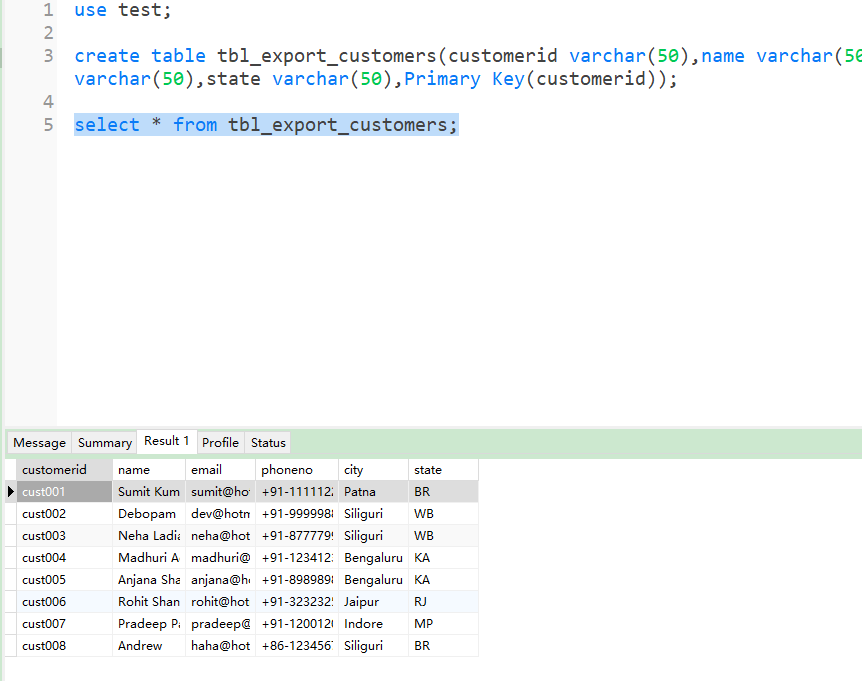 1 use test;
2
3 create table tbl_export_customers(customerid varchar(50),name varchar(50
varchar(50),state varchar(50),Primary Key(customerid));
4
5 select * from tbl_export_customers;
Message Summary Result 1 Profile Status
customerid name email phoneno city state
cust001 Sumit Kum sumit@ho +91-111112 Patna BR
cust002 Debopam dev@hotm +91-999998 Siliguri WB
cust003 Neha Ladi neha@hot +91-877779 Siliguri WB
cust004 Madhuri A madhuri@ +91-123412 Bengaluru KA
cust005 Anjana Sha anjana@h +91-898989 Bengaluru KA
cust006 Rohit Shan rohit@hot +91-323232 Jaipur RJ
cust007 Pradeep P pradeep@ +91-120012 Indore MP
cust008 Andrew haha@hot +86-123456 Siliguri BR